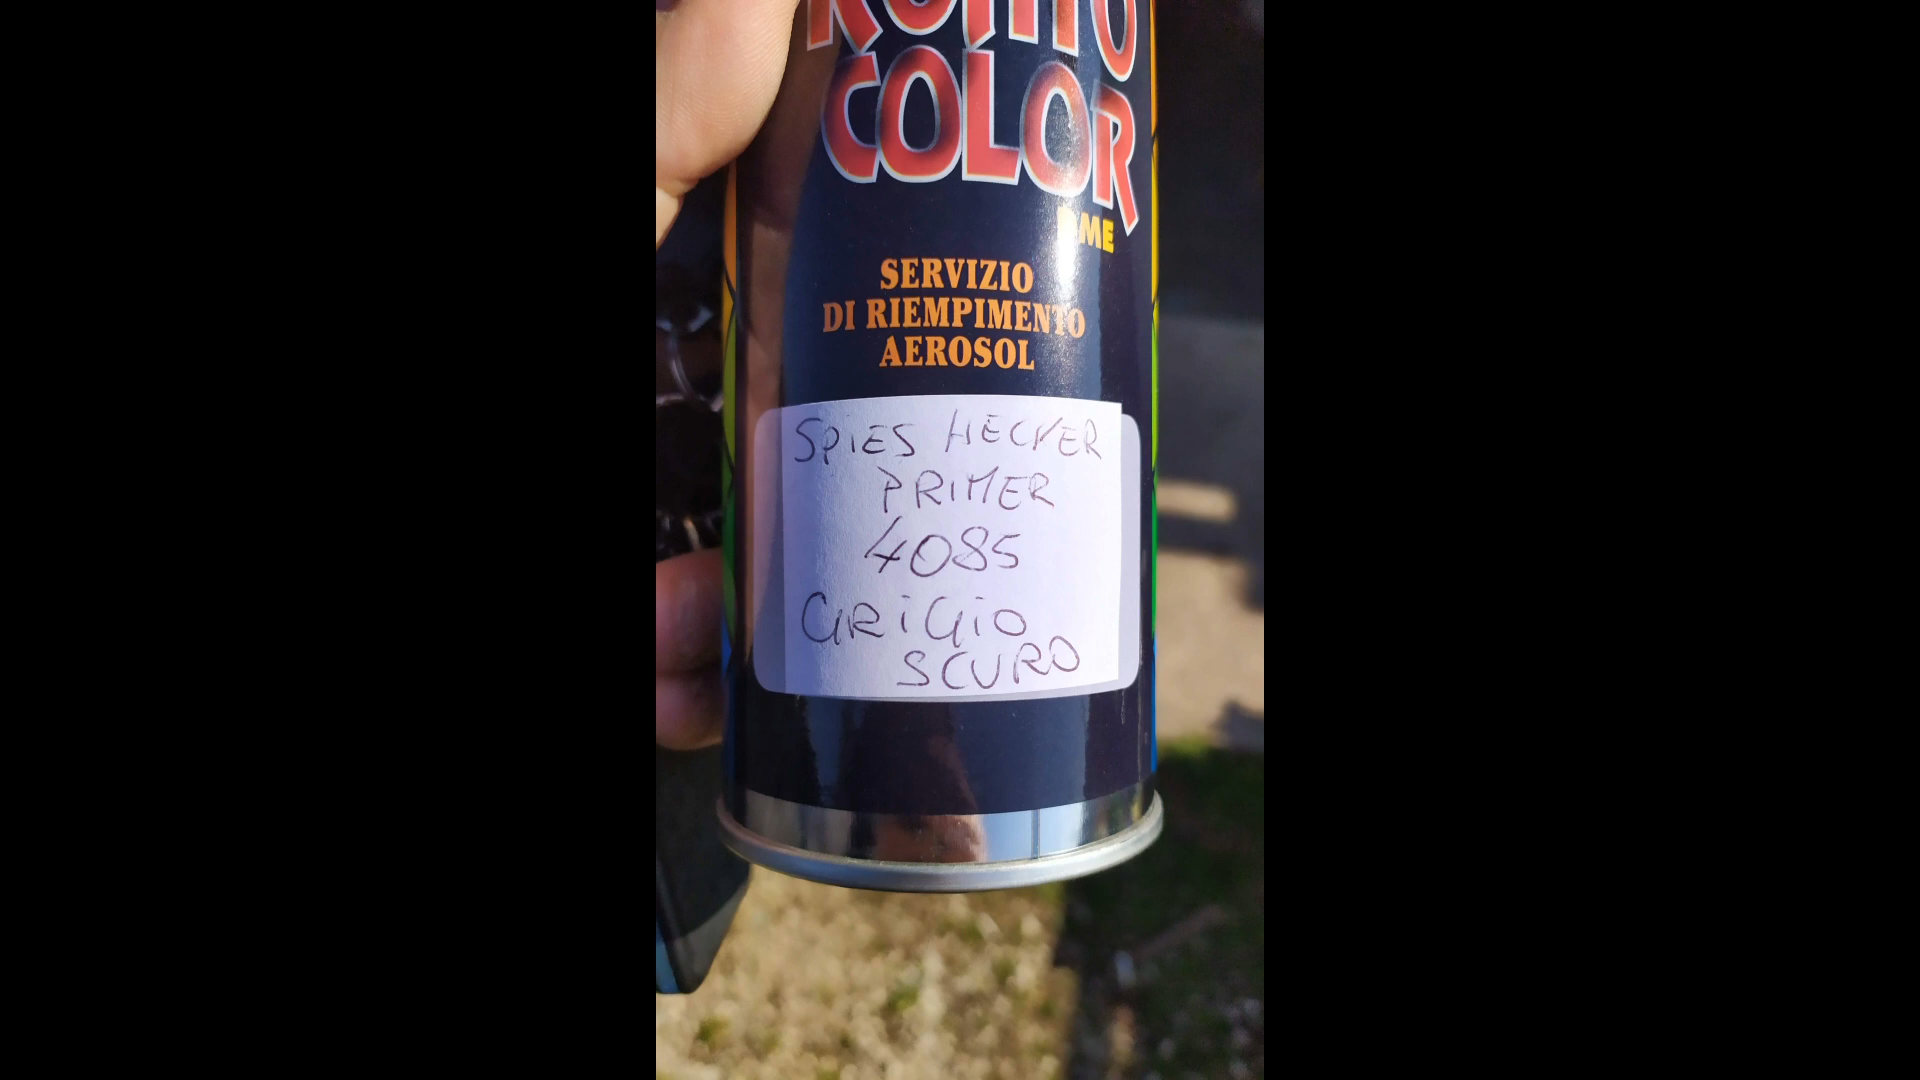 COLOR
SERVIZIO
DI RIEMPIMENTO
AEROSOL
SPiES HECKER
PRIMER
4085
GRiGiO
SCURO